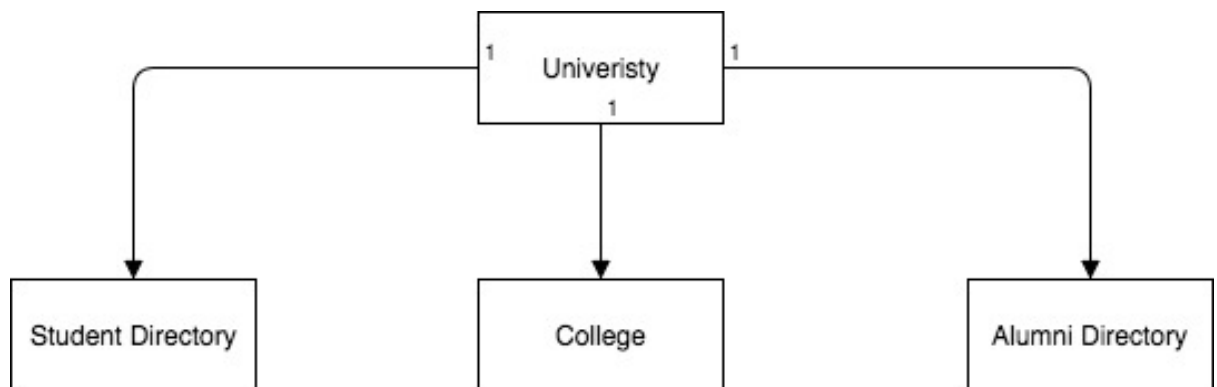 1
Univeristy
1
1
Student Directory
College
Alumni Directory